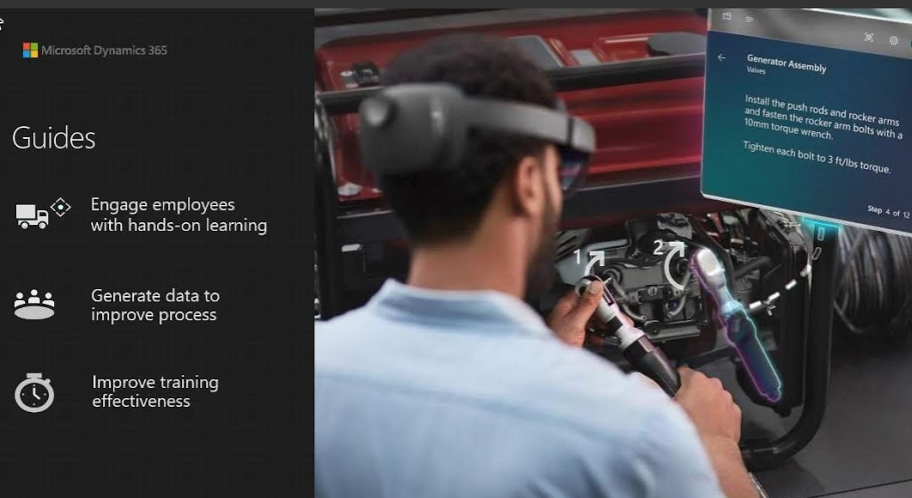 Microsoft Dynamics 365
Guides
Engage employees
with hands-on learning
Generate data to
improve process
Improve training
effectiveness
Generator Assembly
Valves
Install the push rods and rocker arms
and fasten the rocker arm bolts with a
10mm torque wrench.
Tighten each bolt to 3 ft/lbs torque.
Step 4 of 12
1
2